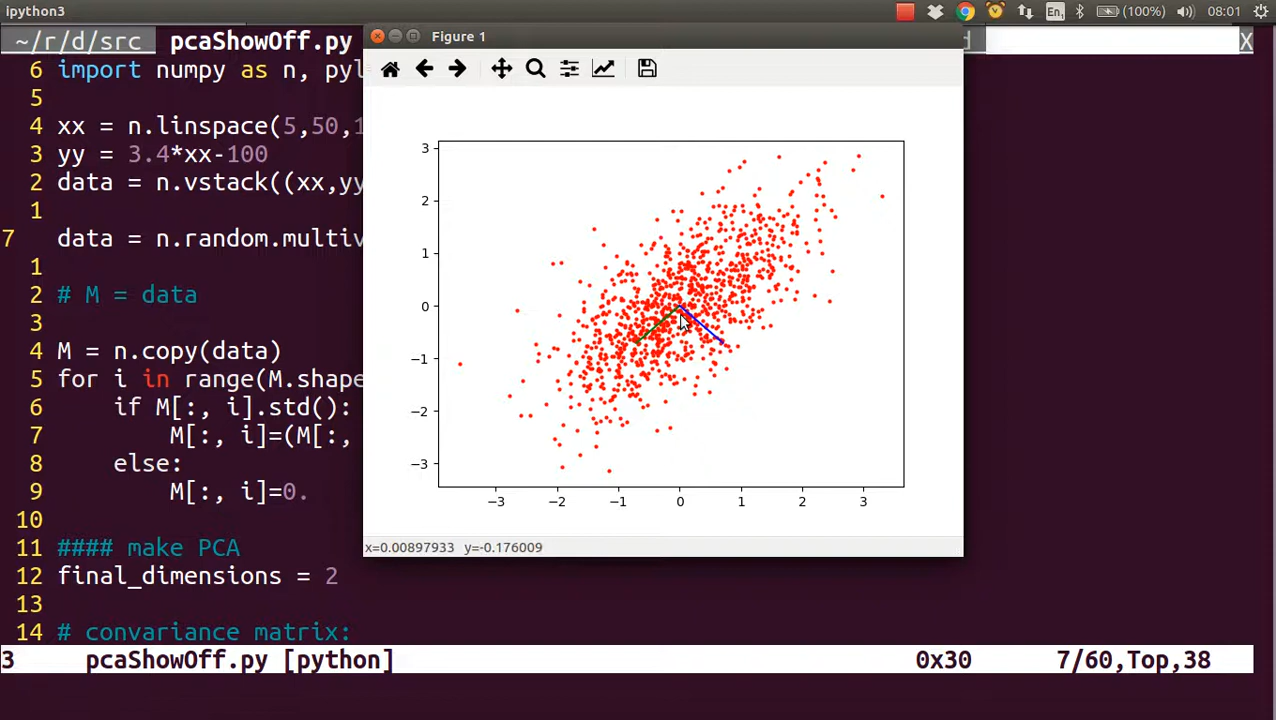 ipython3
En₁
(100%)
08:01
~/r/d/src pcaShowOff.py
d
X
Figure 1
6 import numpy as n, pyl
5
4 xx = n.linspace(5,50,1
3 yy = 3.4*xx-100
2 data = n.vstack((xx,yy
1
7 data = n.random.multiv
1
2 # M = data
3
4 M = n.copy(data)
5 for i in range(M.shape
6 if M[:, i].std():
7 M[:, i]=(M[:,
8 else:
9 M[:, i]=0.
10
11 #### make PCA
12 final_dimensions = 2
13
14 # convariance matrix:
3
2
1
0
−1
−2
−3
−3 −2 −1 0 1 2 3
x=0.00897933 y=-0.176009
3 pcaShowOff.py [python] 0x30 7/60,Top,38